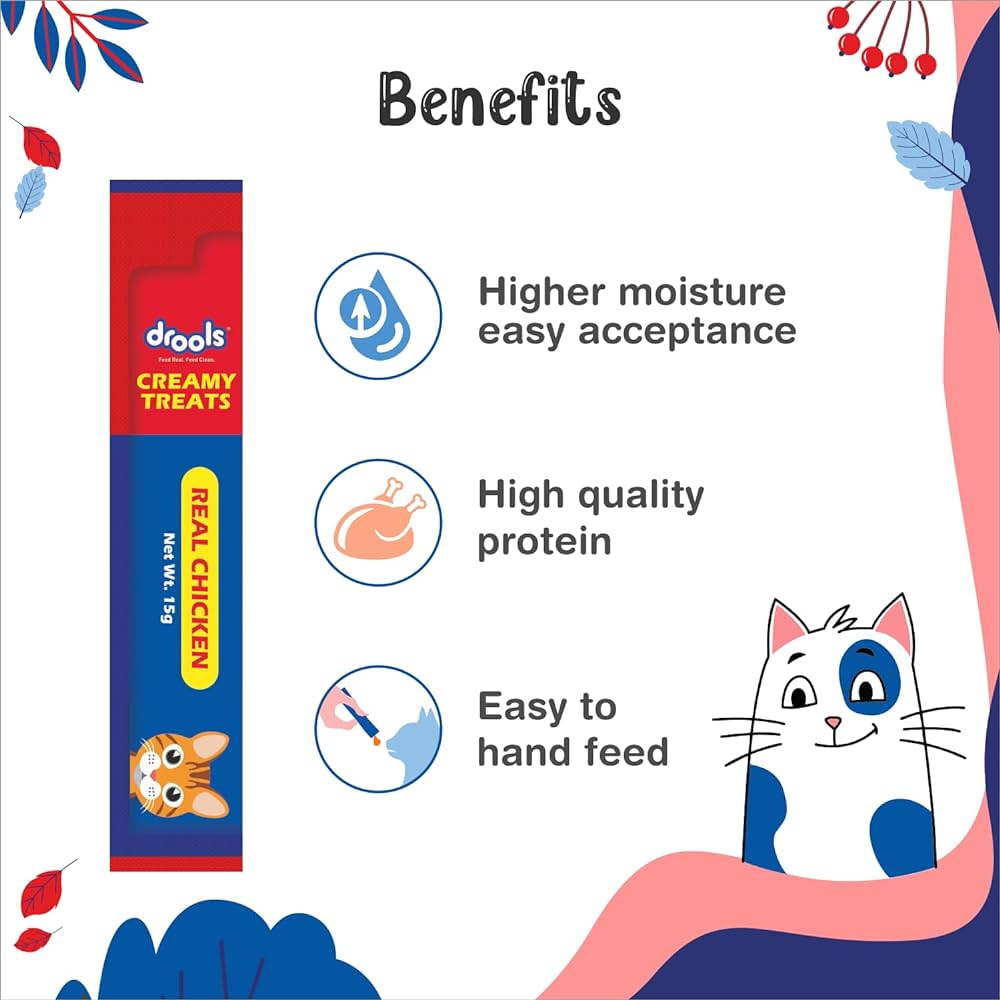 Benefits
drools
Feed Real. Feed Clean.
CREAMY
TREATS
REAL CHICKEN
Net Wt. 15g
Higher moisture
easy acceptance
High quality
protein
Easy to
hand feed